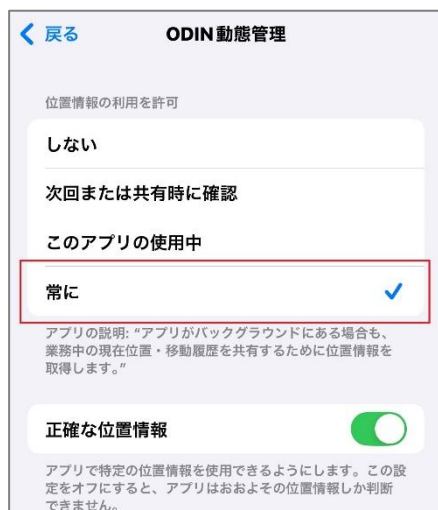 戻る
ODIN動態管理
位置情報の利用を許可
しない
次回または共有時に確認
このアプリの使用中
常に
アプリの説明: “アプリがバックグラウンドにある場合も、
業務中の現在位置・移動履歴を共有するために位置情報を
取得します。”
正確な位置情報
アプリで特定の位置情報を使用できるようにします。この設
定をオフにすると、アプリはおおよその位置情報しか判断
できません。